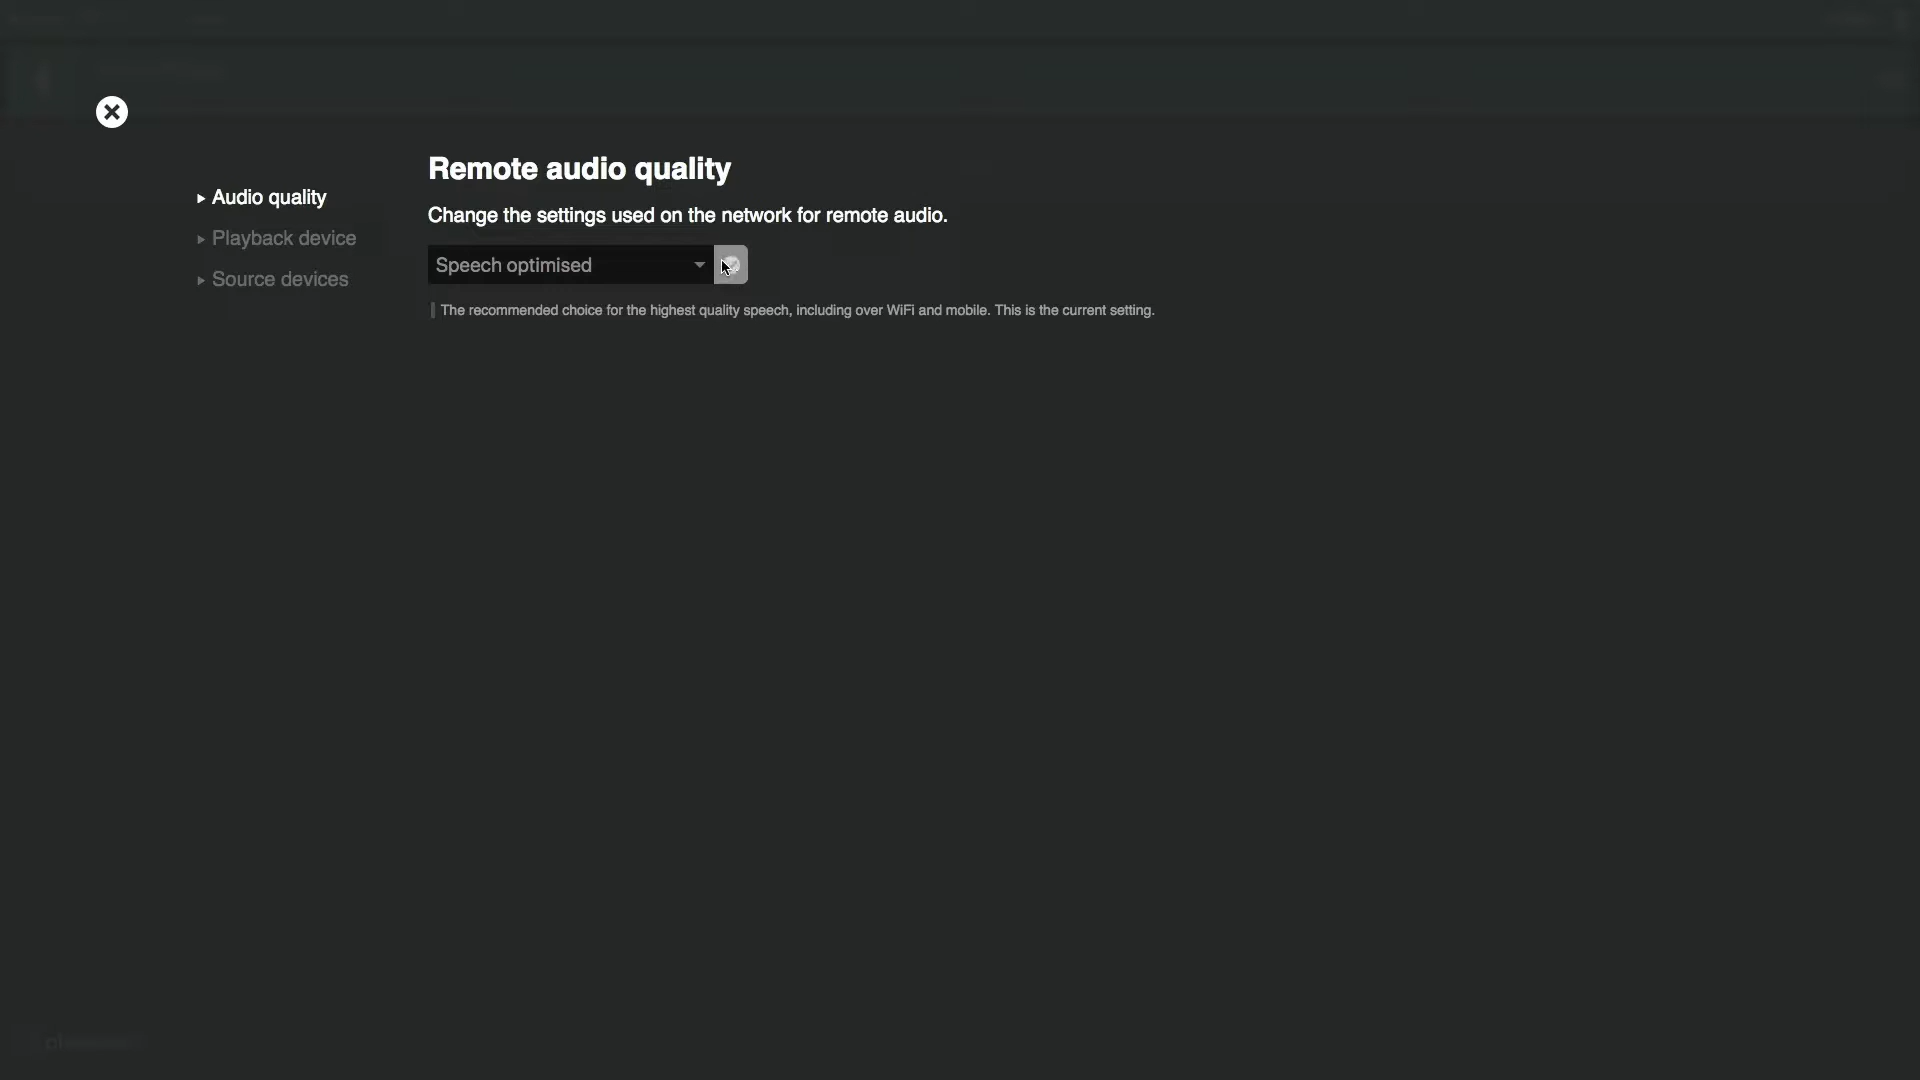 Remote audio quality
Audio quality
Change the settings used on the network for remote audio.
Playback device
Speech optimised
Source devices
The recommended choice for the highest quality speech, including over WiFi and mobile. This is the current setting.